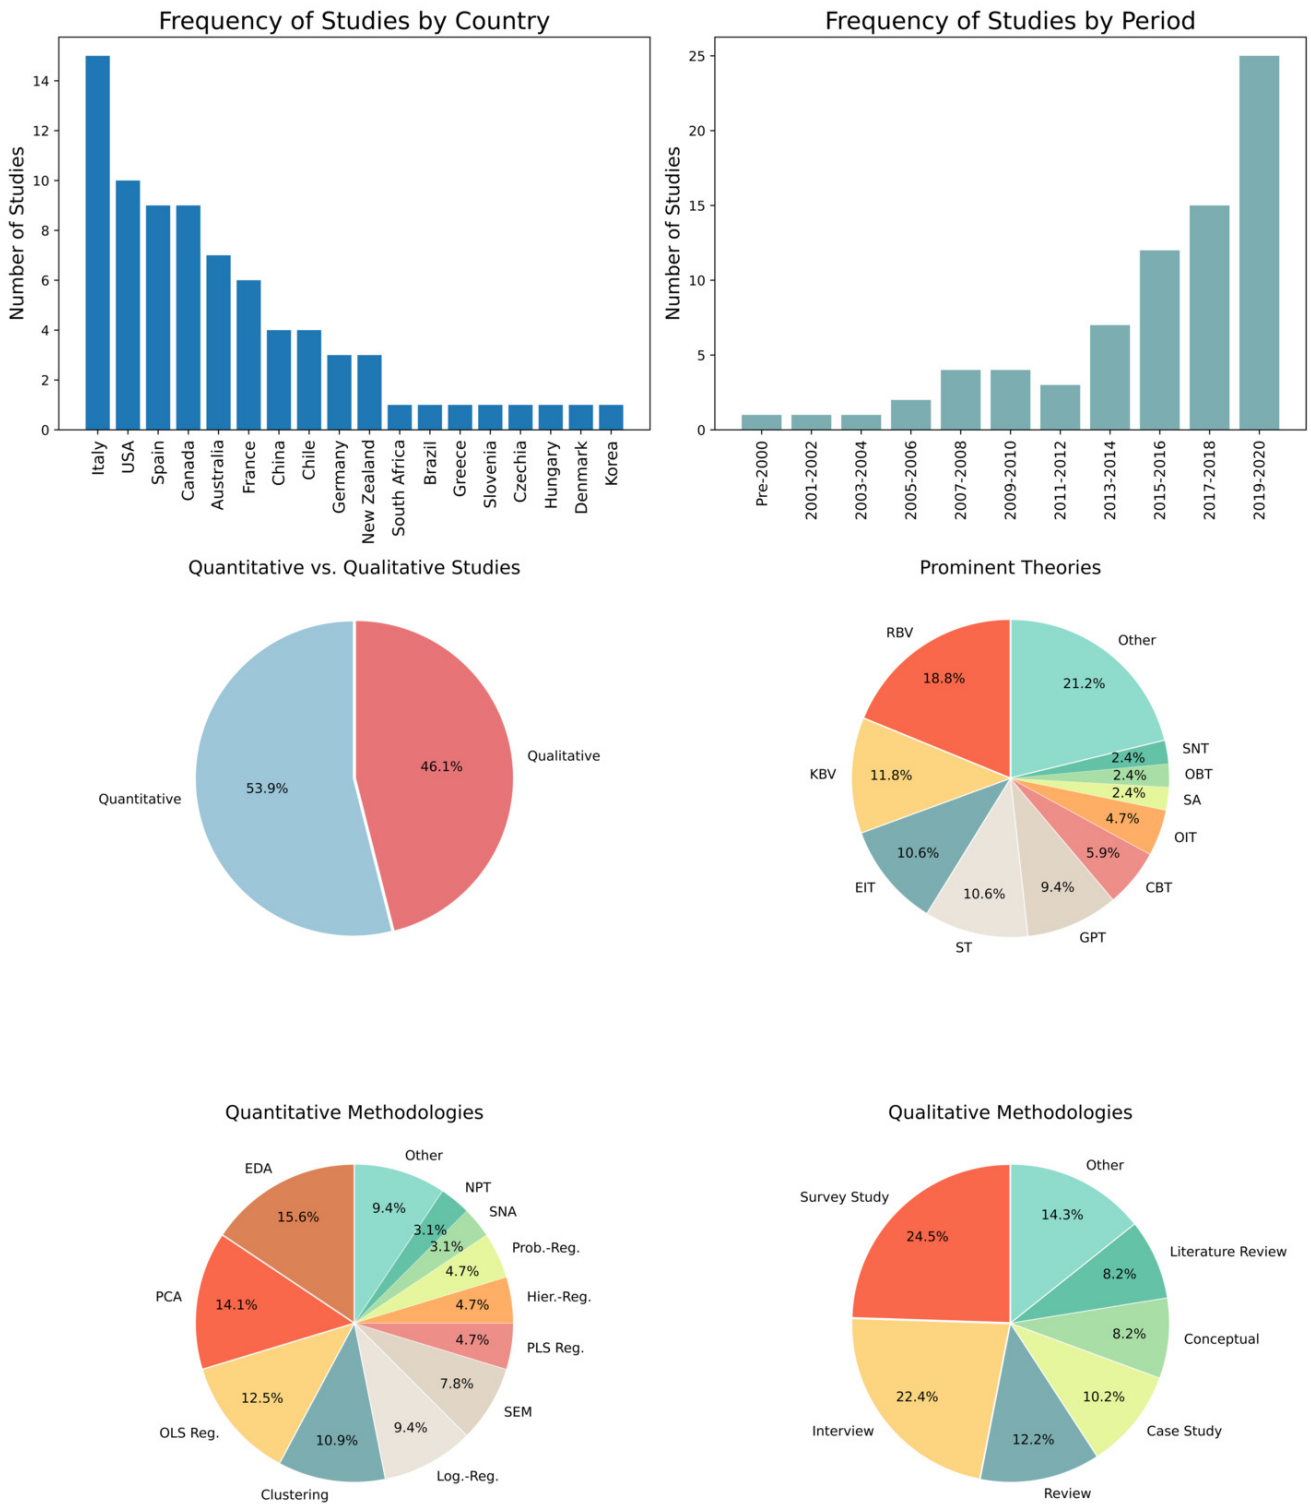 Frequency of Studies by Country
Number of Studies
14
12
10
8
6
4
2
0
Italy
USA
Spain
Canada
Australia
France
China
Chile
Germany
New Zealand
South Africa
Brazil
Greece
Slovenia
Czechia
Hungary
Denmark
Korea
Frequency of Studies by Period
Number of Studies
25
20
15
10
5
0
Pre-2000
2001-2002
2003-2004
2005-2006
2007-2008
2009-2010
2011-2012
2013-2014
2015-2016
2017-2018
2019-2020
Quantitative vs. Qualitative Studies
Quantitative
53.9%
46.1%
Qualitative
Prominent Theories
RBV
18.8%
Other
21.2%
KBV
11.8%
SNT
2.4%
OBT
2.4%
SA
2.4%
OIT
4.7%
EIT
10.6%
CBT
5.9%
ST
10.6%
GPT
9.4%
Quantitative Methodologies
EDA
15.6%
Other
9.4%
NPT
3.1%
SNA
3.1%
Prob.-Reg.
4.7%
Hier.-Reg.
4.7%
PCA
14.1%
PLS Reg.
4.7%
SEM
7.8%
OLS Reg.
12.5%
Log.-Reg.
9.4%
Clustering
10.9%
Qualitative Methodologies
Other
14.3%
Survey Study
24.5%
Literature Review
8.2%
Conceptual
8.2%
Case Study
10.2%
Interview
22.4%
Review
12.2%